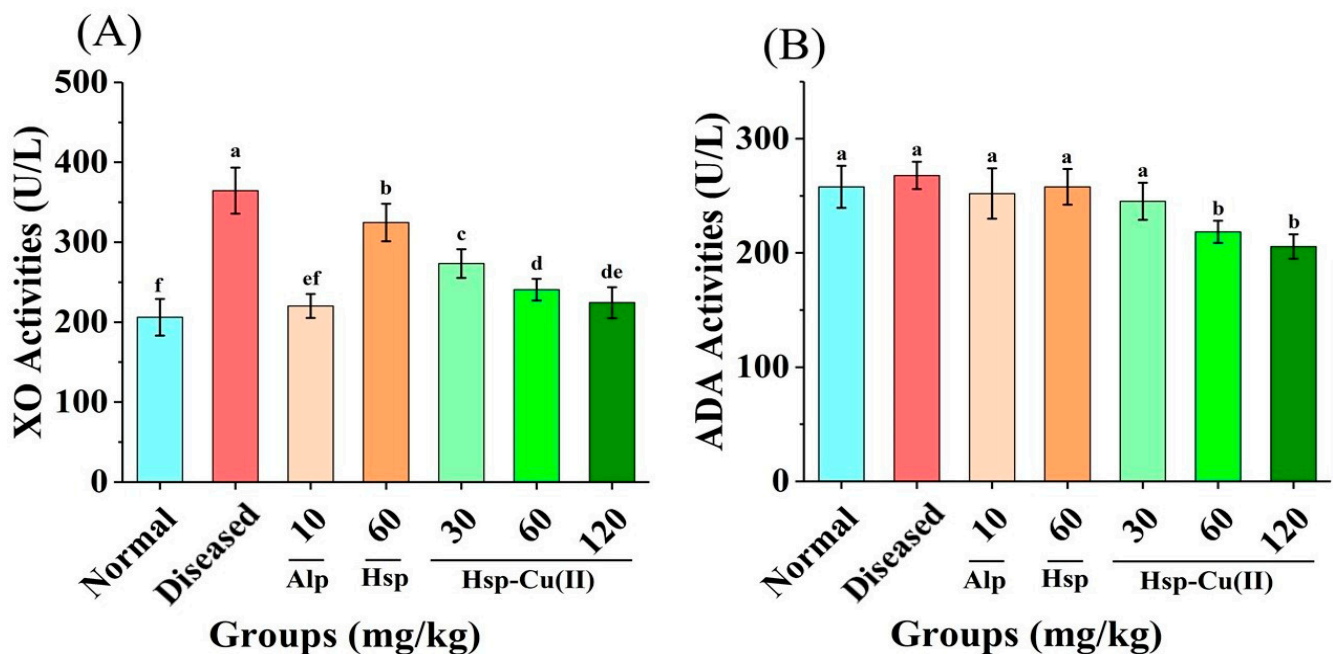 (A)
XO Activities (U/L)
500
400
300
200
100
0
f
a
ef
b
c
d
de
Normal
Diseased
10
60
30
60
120
Alp
Hsp
Hsp-Cu(II)
Groups (mg/kg)
(B)
ADA Activities (U/L)
300
200
100
0
a
a
a
a
a
b
b
Normal
Diseased
10
60
30
60
120
Alp
Hsp
Hsp-Cu(II)
Groups (mg/kg)